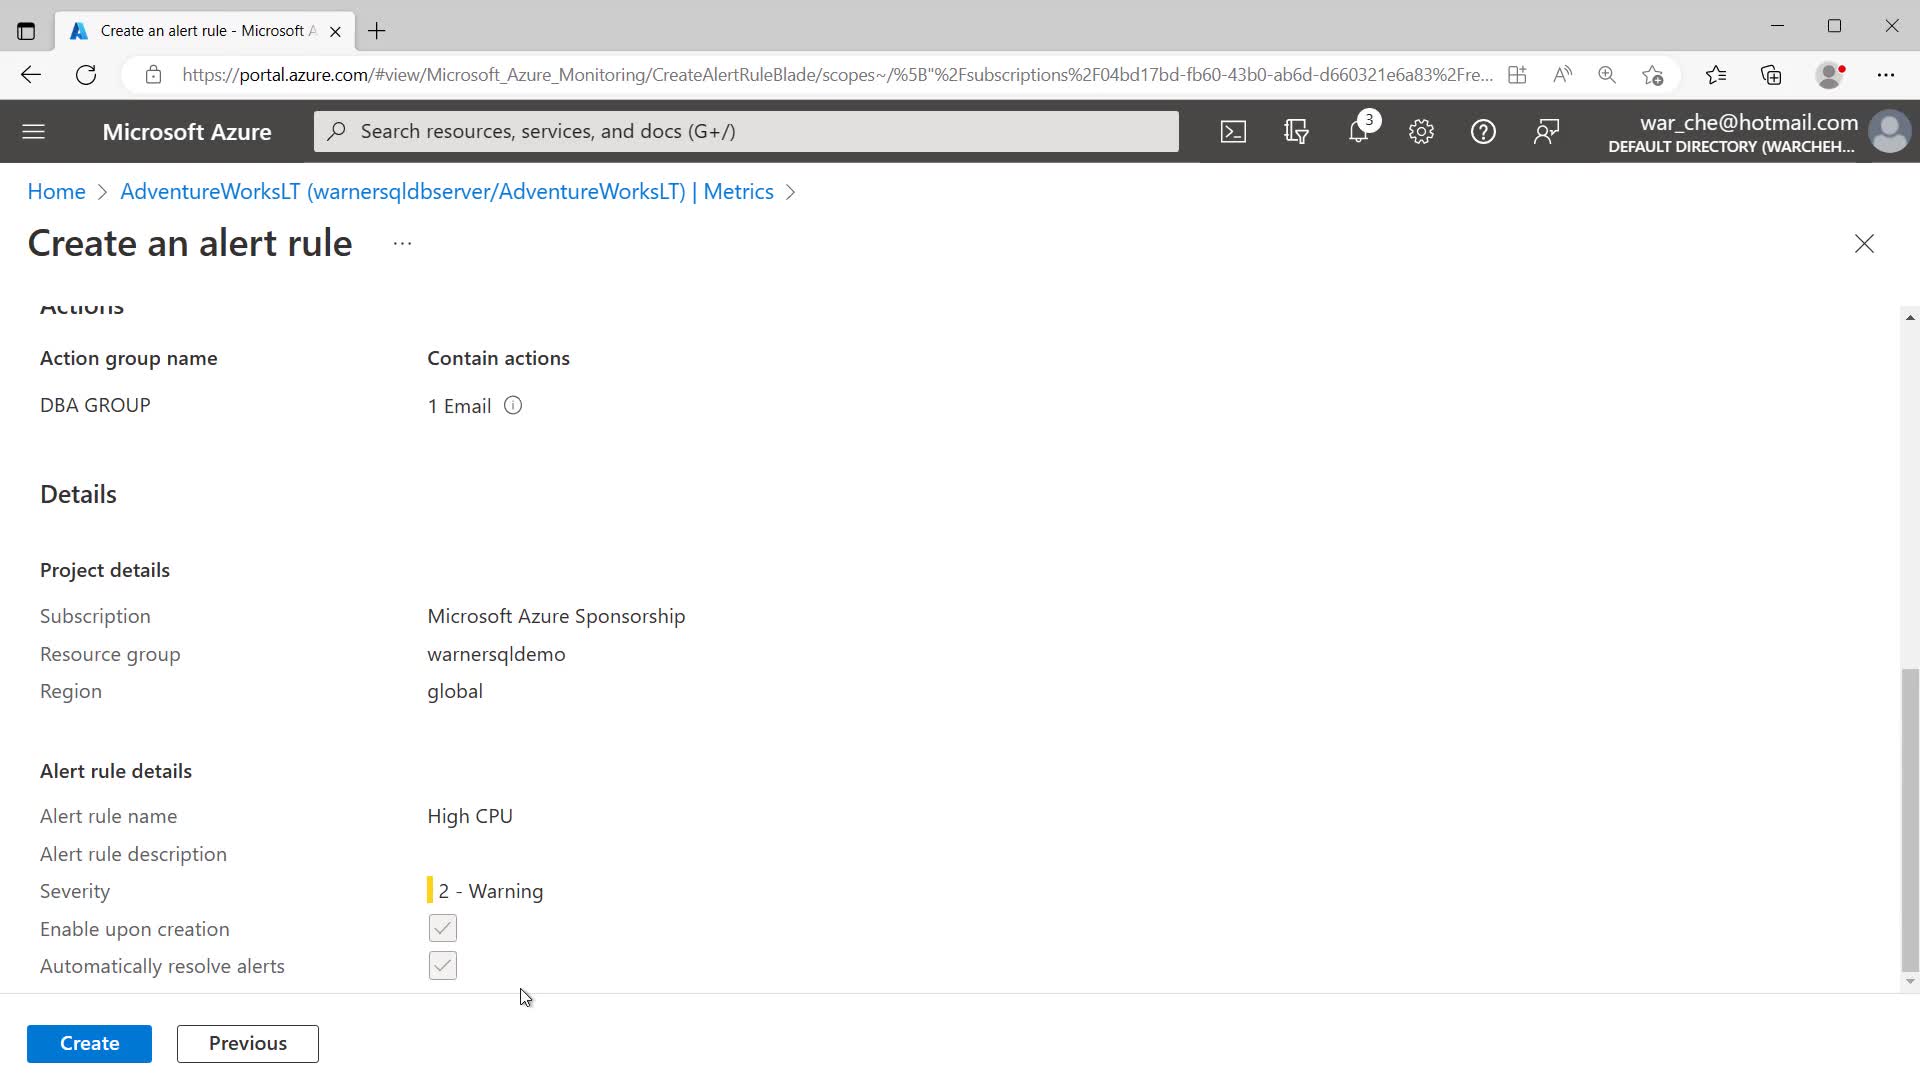 Create an alert rule - Microsoft A
https://portal.azure.com/#view/Microsoft_Azure_Monitoring/CreateAlertRuleBlade/scopes~/%5B"%2Fsubscriptions%2F04bd17bd-fb60-43b0-ab6d-d660321e6a83%2Fre...
Microsoft Azure
Search resources, services, and docs (G+/)
3
war_che@hotmail.com
DEFAULT DIRECTORY (WARCHEH...
Home > AdventureWorksLT (warnersqldbserver/AdventureWorksLT) | Metrics >
Create an alert rule ...
Actions
Action group name Contain actions
DBA GROUP 1 Email
Details
Project details
Subscription Microsoft Azure Sponsorship
Resource group warnersqldemo
Region global
Alert rule details
Alert rule name High CPU
Alert rule description
Severity 2 - Warning
Enable upon creation
Automatically resolve alerts
Create Previous